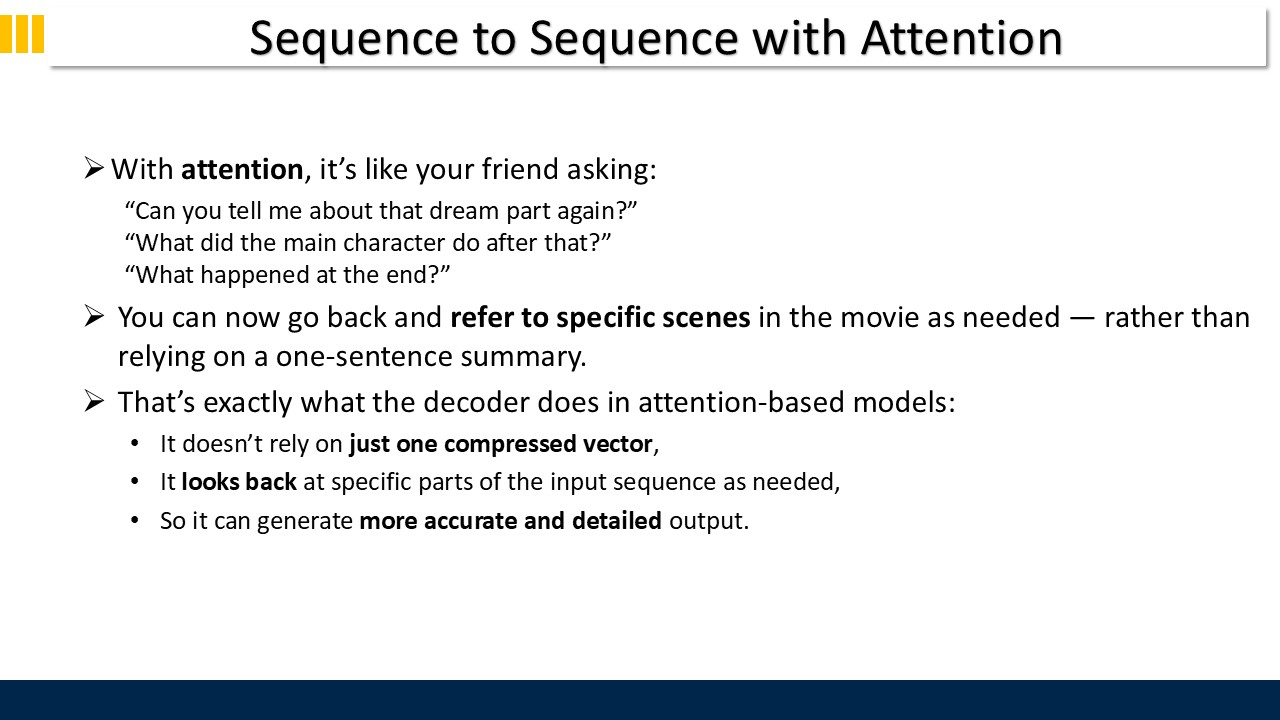 Sequence to Sequence with Attention
➢ With attention, it’s like your friend asking:
“Can you tell me about that dream part again?”
“What did the main character do after that?”
“What happened at the end?”
➢ You can now go back and refer to specific scenes in the movie as needed — rather than
relying on a one-sentence summary.
➢ That’s exactly what the decoder does in attention-based models:
• It doesn’t rely on just one compressed vector,
• It looks back at specific parts of the input sequence as needed,
• So it can generate more accurate and detailed output.